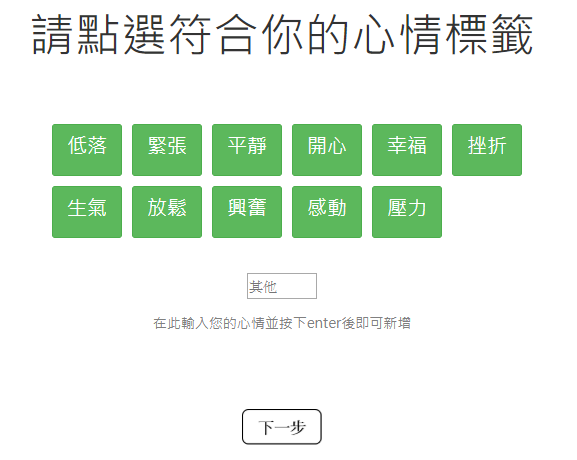 請點選符合你的心情標籤
低落 緊張 平靜 開心 幸福 挫折
生氣 放鬆 興奮 感動 壓力
其他
在此輸入您的心情並按下enter後即可新增
下一步